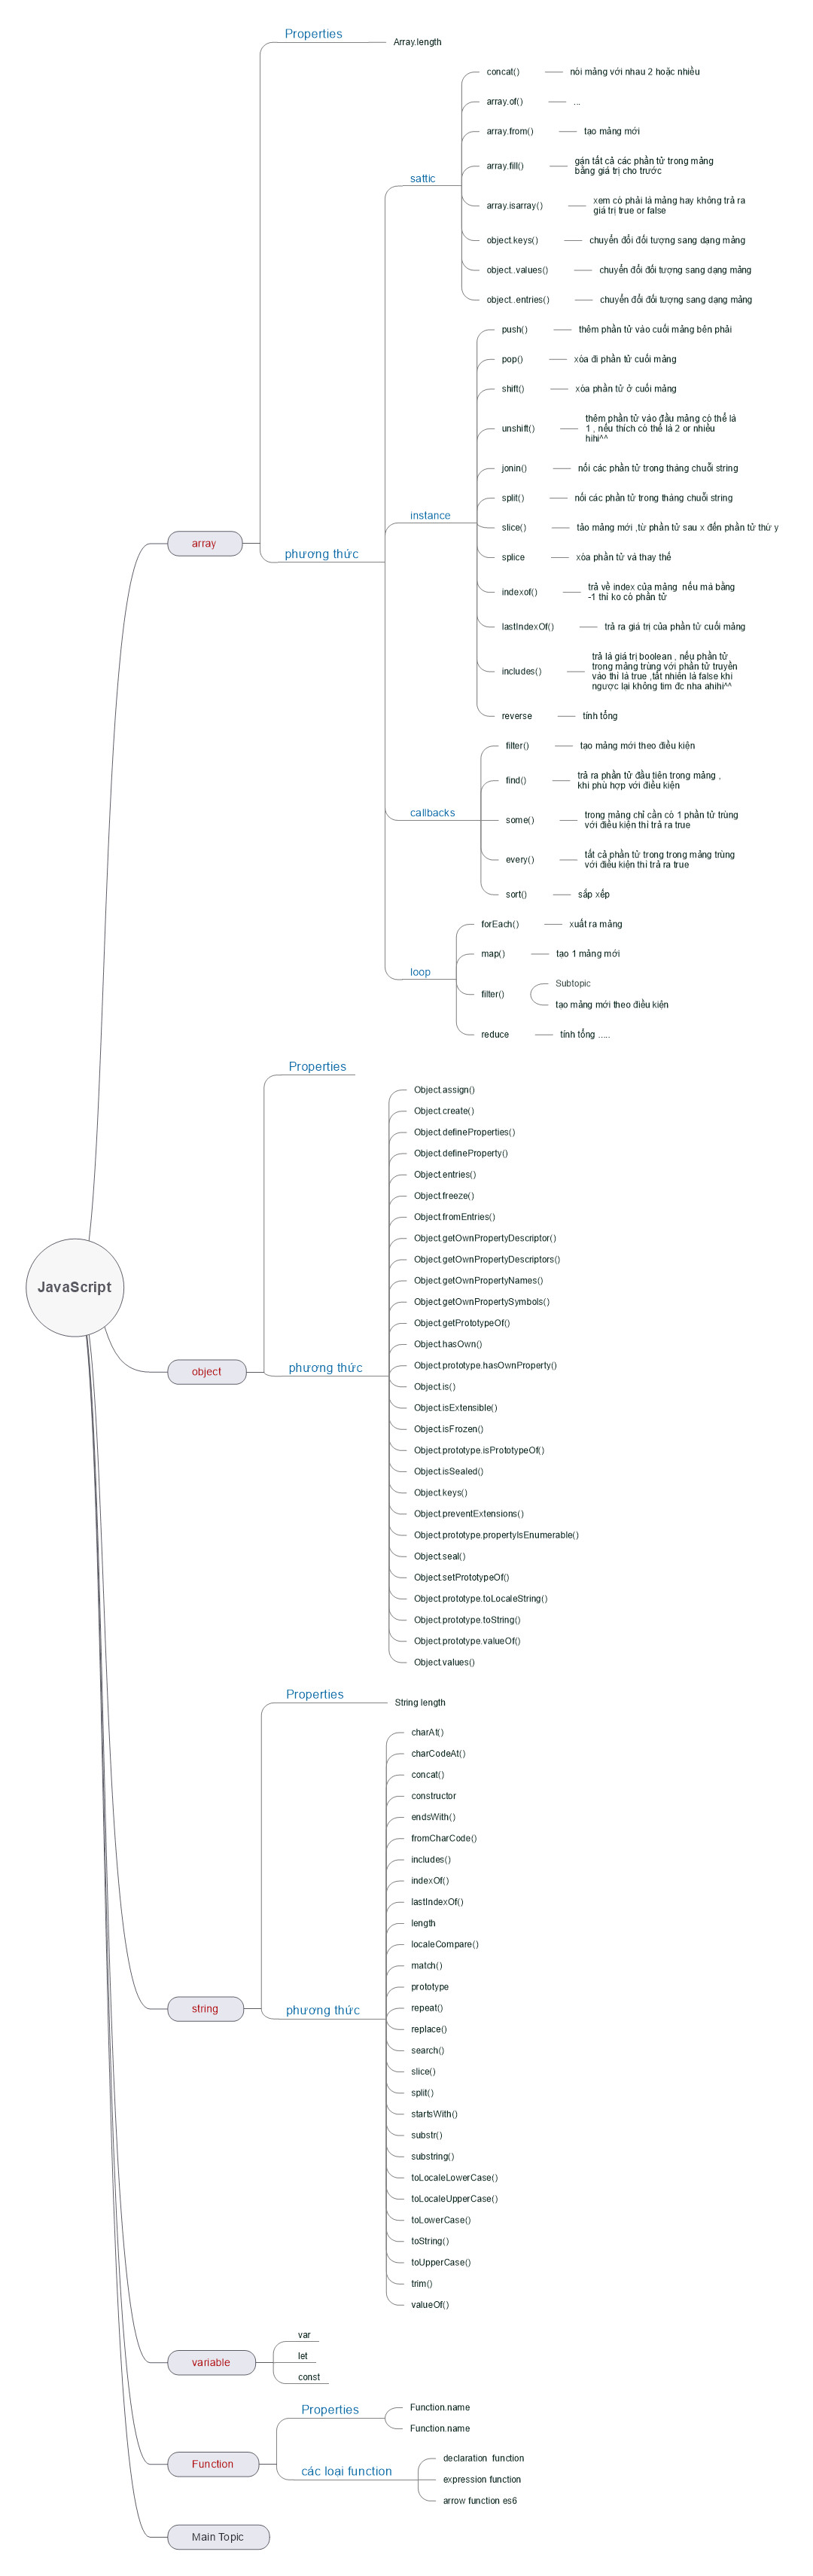 Properties
Array.length
concat()
nói mảng với nhau 2 hoặc nhiều
array.of()
...
array.from()
tạo mảng mới
sattic
array.fill()
gán tất cả các phần tử trong mảng
bằng giá trị cho trước
array.isarray()
xem có phải là mảng hay không trả ra
giá trị true or false
object.keys()
chuyển đổi đối tượng sang dạng mảng
object..values()
chuyển đổi đối tượng sang dạng mảng
object..entries()
chuyển đổi đối tượng sang dạng mảng
push()
thêm phần tử vào cuối mảng bên phải
pop()
xóa đi phần tử cuối mảng
shift()
xóa phần tử ở cuối mảng
unshift()
thêm phần tử vào đầu mảng có thể là
1 , nếu thích có thể là 2 or nhiều
hihi^^
jonin()
nối các phần tử trong tháng chuỗi string
split()
nối các phần tử trong tháng chuỗi string
instance
slice()
tảo mảng mới ,từ phần tử sau x đến phần tử thứ y
array
phương thức
splice
xóa phần tử và thay thế
indexof()
trả về index của mảng nếu mà bằng
-1 thì ko có phần tử
lastIndexOf()
trả ra giá trị của phần tử cuối mảng
includes()
trả là giá trị boolean , nếu phần tử
trong mảng trùng với phần tử truyền
vào thì là true ,tất nhiên là false khi
ngược lại không tìm đc nha ahihi^^
reverse
tính tổng
filter()
tạo mảng mới theo điều kiện
find()
trả ra phần tử đầu tiên trong mảng ,
khi phù hợp với điều kiện
callbacks
some()
trong mảng chỉ cần có 1 phần tử trùng
với điều kiện thì trả ra true
every()
tất cả phần tử trong trong mảng trùng
với điều kiện thì trả ra true
sort()
sắp xếp
forEach()
xuất ra mảng
map()
tạo 1 mảng mới
loop
filter()
Subtopic
tạo mảng mới theo điều kiện
reduce
tính tổng .....
Properties
Object.assign()
Object.create()
Object.defineProperties()
Object.defineProperty()
Object.entries()
Object.freeze()
Object.fromEntries()
Object.getOwnPropertyDescriptor()
Object.getOwnPropertyDescriptors()
Object.getOwnPropertyNames()
JavaScript
Object.getOwnPropertySymbols()
Object.getPrototypeOf()
Object.hasOwn()
object
phương thức
Object.prototype.hasOwnProperty()
Object.is()
Object.isExtensible()
Object.isFrozen()
Object.prototype.isPrototypeOf()
Object.isSealed()
Object.keys()
Object.preventExtensions()
Object.prototype.propertyIsEnumerable()
Object.seal()
Object.setPrototypeOf()
Object.prototype.toLocaleString()
Object.prototype.toString()
Object.prototype.valueOf()
Object.values()
Properties
String length
charAt()
charCodeAt()
concat()
constructor
endsWith()
fromCharCode()
includes()
indexOf()
lastIndexOf()
length
localeCompare()
match()
prototype
string
phương thức
repeat()
replace()
search()
slice()
split()
startsWith()
substr()
substring()
toLocaleLowerCase()
toLocaleUpperCase()
toLowerCase()
toString()
toUpperCase()
trim()
valueOf()
variable
var
let
const
Properties
Function.name
Function.name
Function
các loại function
declaration function
expression function
arrow function es6
Main Topic